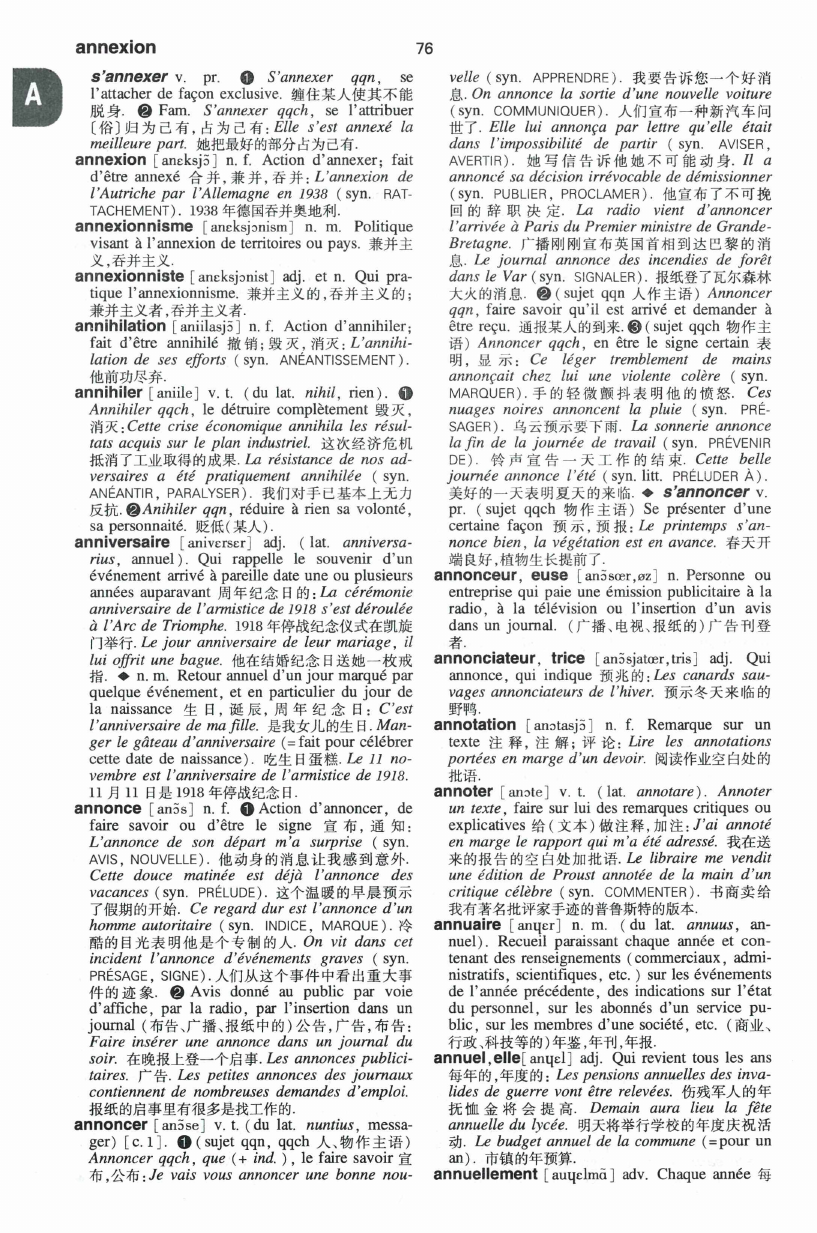 annexion
76
A
s'annexer v. pr. ❶ S'annexer qqn, se
l'attacher de façon exclusive. 缠住某人使其不能
脱身. ❷ Fam. S'annexer qqch, se l'attribuer
〔俗〕归为己有,占为己有: Elle s'est annexé la
meilleure part. 她把最好的部分占为己有.
annexion [anɛksjɔ̃] n. f. Action d'annexer; fait
d'être annexé 合并,兼并,吞并: L'annexion de
l'Autriche par l'Allemagne en 1938 (syn. RAT-
TACHEMENT). 1938 年德国吞并奥地利.
annexionnisme [anɛksjɔnism] n. m. Politique
visant à l'annexion de territoires ou pays. 兼并主
义,吞并主义.
annexionniste [anɛksjɔnist] adj. et n. Qui pra-
tique l'annexionnisme. 兼并主义的,吞并主义的;
兼并主义者,吞并主义者.
annihilation [aniilasjɔ̃] n. f. Action d'annihiler;
fait d'être annihilé 撤销;毁灭,消灭: L'annihi-
lation de ses efforts (syn. ANÉANTISSEMENT).
他前功尽弃.
annihiler [aniile] v. t. (du lat. nihil, rien). ❶
Annihiler qqch, le détruire complètement 毁灭,
消灭: Cette crise économique annihila les résul-
tats acquis sur le plan industriel. 这次经济危机
抵消了工业取得的成果. La résistance de nos ad-
versaires a été pratiquement annihilée (syn.
ANÉANTIR, PARALYSER). 我们对手已基本上无力
反抗. ❷ Anihiler qqn, réduire à rien sa volonté,
sa personnaité. 贬低(某人).
anniversaire [anivɛrsɛr] adj. (lat. anniversa-
rius, annuel). Qui rappelle le souvenir d'un
événement arrivé à pareille date une ou plusieurs
années auparavant 周年纪念日的: La cérémonie
anniversaire de l'armistice de 1918 s'est déroulée
à l'Arc de Triomphe. 1918 年停战纪念仪式在凯旋
门举行. Le jour anniversaire de leur mariage, il
lui offrit une bague. 他在结婚纪念日送她一枚戒
指. ◆ n. m. Retour annuel d'un jour marqué par
quelque événement, et en particulier du jour de
la naissance 生日,诞辰,周年纪念日: C'est
l'anniversaire de ma fille. 是我女儿的生日. Man-
ger le gâteau d'anniversaire (= fait pour célébrer
cette date de naissance). 吃生日蛋糕. Le 11 no-
vembre est l'anniversaire de l'armistice de 1918.
11 月 11 日是 1918 年停战纪念日.
annonce [anɔ̃s] n. f. ❶ Action d'annoncer, de
faire savoir ou d'être le signe 宣布,通知:
L'annonce de son départ m'a surprise (syn.
AVIS, NOUVELLE). 他动身的消息让我感到意外.
Cette douce matinée est déjà l'annonce des
vacances (syn. PRÉLUDE). 这个温暖的早晨预示
了假期的开始. Ce regard dur est l'annonce d'un
homme autoritaire (syn. INDICE, MARQUE). 冷
酷的目光表明他是个专制的人. On vit dans cet
incident l'annonce d'événements graves (syn.
PRÉSAGE, SIGNE). 人们从这个事件中看出重大事
件的迹象. ❷ Avis donné au public par voie
d'affiche, par la radio, par l'insertion dans un
journal (布告、广播、报纸中的)公告,广告,布告:
Faire insérer une annonce dans un journal du
soir. 在晚报上登一个启事. Les annonces publici-
taires. 广告. Les petites annonces des journaux
contiennent de nombreuses demandes d'emploi.
报纸的启事里有很多是找工作的.
annoncer [anɔ̃se] v. t. (du lat. nuntius, messa-
ger) [c. 1]. ❶ (sujet qqn, qqch 人、物作主语)
Annoncer qqch, que (+ ind.), le faire savoir 宣
布,公布: Je vais vous annoncer une bonne nou-
velle (syn. APPRENDRE). 我要告诉您一个好消
息. On annonce la sortie d'une nouvelle voiture
(syn. COMMUNIQUER). 人们宣布一种新汽车问
世了. Elle lui annonça par lettre qu'elle était
dans l'impossibilité de partir (syn. AVISER,
AVERTIR). 她写信告诉他她不可能动身. Il a
annoncé sa décision irrévocable de démissionner
(syn. PUBLIER, PROCLAMER). 他宣布了不可挽
回的辞职决定. La radio vient d'annoncer
l'arrivée à Paris du Premier ministre de Grande-
Bretagne. 广播刚刚宣布英国首相到达巴黎的消
息. Le journal annonce des incendies de forêt
dans le Var (syn. SIGNALER). 报纸登了瓦尔森林
大火的消息. ❷ (sujet qqn 人作主语) Annoncer
qqn, faire savoir qu'il est arrivé et demander à
être reçu. 通报某人的到来. ❸ (sujet qqch 物作主
语) Annoncer qqch, en être le signe certain 表
明,显示: Ce léger tremblement de mains
annonçait chez lui une violente colère (syn.
MARQUER). 手的轻微颤抖表明他的愤怒. Ces
nuages noires annoncent la pluie (syn. PRÉ-
SAGER). 乌云预示要下雨. La sonnerie annonce
la fin de la journée de travail (syn. PRÉVENIR
DE). 铃声宣告一天工作的结束. Cette belle
journée annonce l'été (syn. litt. PRÉLUDER À).
美好的一天表明夏天的来临. ◆ s'annoncer v.
pr. (sujet qqch 物作主语) Se présenter d'une
certaine façon 预示,预报: Le printemps s'an-
nonce bien, la végétation est en avance. 春天开
端良好,植物生长提前了.
annonceur, euse [anɔ̃sœr,øz] n. Personne ou
entreprise qui paie une émission publicitaire à la
radio, à la télévision ou l'insertion d'un avis
dans un journal. (广播、电视、报纸的)广告刊登
者.
annonciateur, trice [anɔ̃sjatœr,tris] adj. Qui
annonce, qui indique 预兆的: Les canards sau-
vages annonciateurs de l'hiver. 预示冬天来临的
野鸭.
annotation [anɔtasjɔ̃] n. f. Remarque sur un
texte 注释,注解;评论: Lire les annotations
portées en marge d'un devoir. 阅读作业空白处的
批语.
annoter [anɔte] v. t. (lat. annotare). Annoter
un texte, faire sur lui des remarques critiques ou
explicatives 给(文本)做注释,加注: J'ai annoté
en marge le rapport qui m'a été adressé. 我在送
来的报告的空白处加批语. Le libraire me vendit
une édition de Proust annotée de la main d'un
critique célèbre (syn. COMMENTER). 书商卖给
我有著名批评家手迹的普鲁斯特的版本.
annuaire [anɥɛr] n. m. (du lat. annuus, an-
nuel). Recueil paraissant chaque année et con-
tenant des renseignements (commerciaux, admi-
nistratifs, scientifiques, etc.) sur les événements
de l'année précédente, des indications sur l'état
du personnel, sur les abonnés d'un service pu-
blic, sur les membres d'une société, etc. (商业、
行政、科技等的)年鉴,年刊,年报.
annuel, elle [anɥɛl] adj. Qui revient tous les ans
每年的,年度的: Les pensions annuelles des inva-
lides de guerre vont être relevées. 伤残军人的年
抚恤金将会提高. Demain aura lieu la fête
annuelle du lycée. 明天将举行学校的年度庆祝活
动. Le budget annuel de la commune (= pour un
an). 市镇的年预算.
annuellement [auɥɛlmɑ̃] adv. Chaque année 每